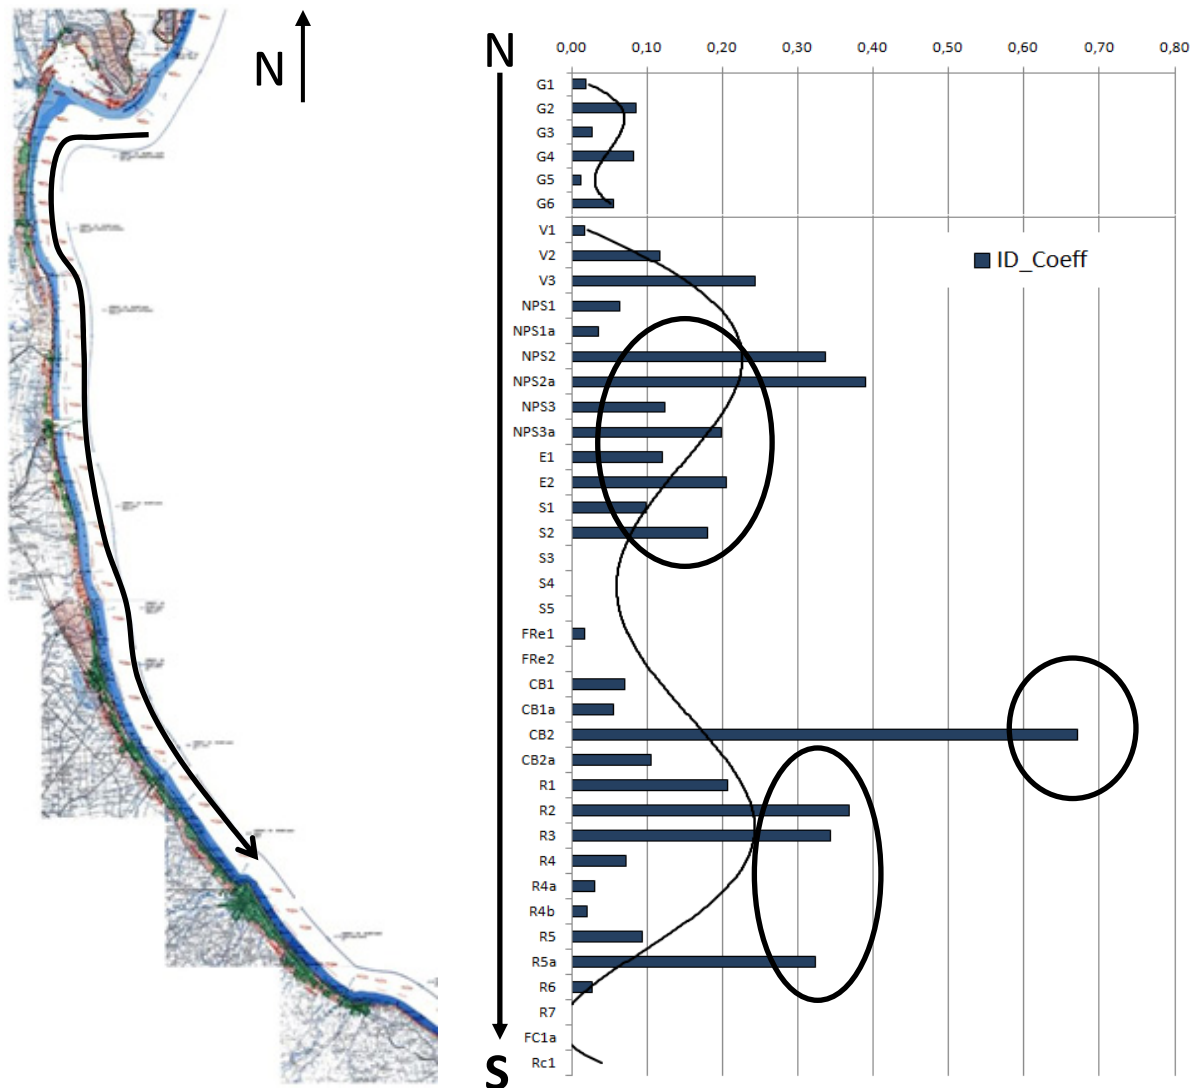 N
N
0,00 0,10 0,20 0,30 0,40 0,50 0,60 0,70 0,80
G1
G2
G3
G4
G5
G6
V1
V2
V3
ID_Coeff
NPS1
NPS1a
NPS2
NPS2a
NPS3
NPS3a
E1
E2
S1
S2
S3
S4
S5
FRe1
FRe2
CB1
CB1a
CB2
CB2a
R1
R2
R3
R4
R4a
R4b
R5
R5a
R6
R7
FC1a
Rc1
S